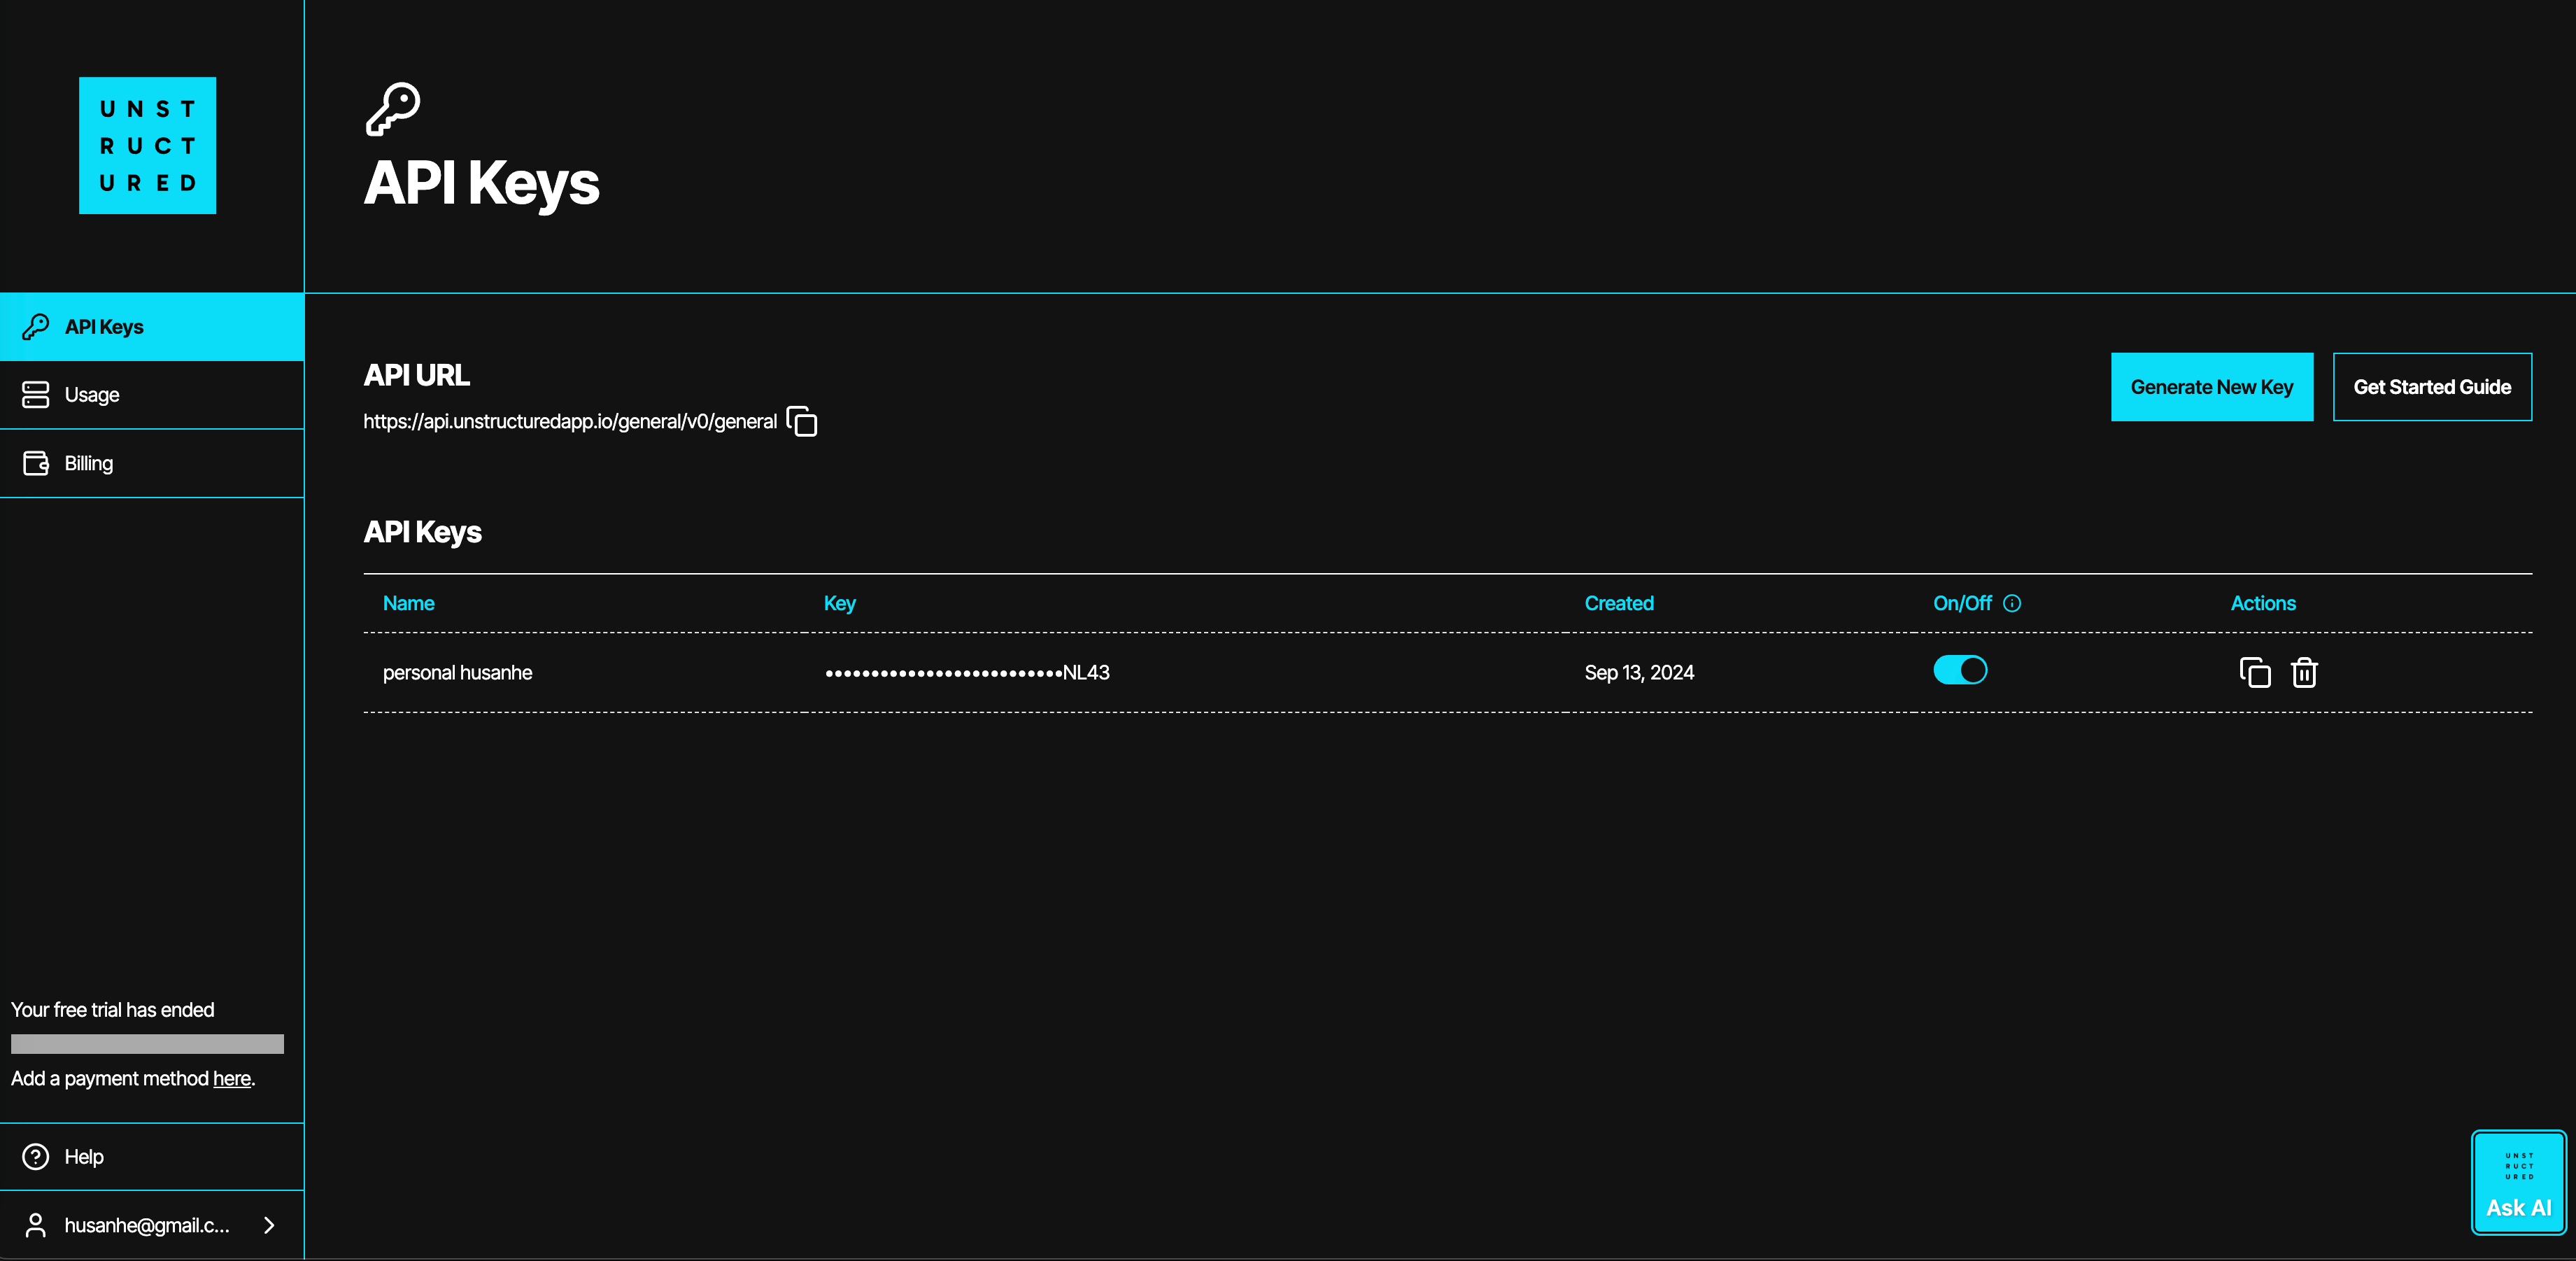 UNST
RUCT
URED
API Keys
API Keys
Usage
Billing
API URL
https://api.unstructuredapp.io/general/v0/general
Generate New Key
Get Started Guide
API Keys
Name Key Created On/Off Actions
personal husanhe ••••••••••••••••••••••••••NL43 Sep 13, 2024
Your free trial has ended
Add a payment method here.
Help
husanhe@gmail.c...
UNST
RUCT
URED
Ask AI